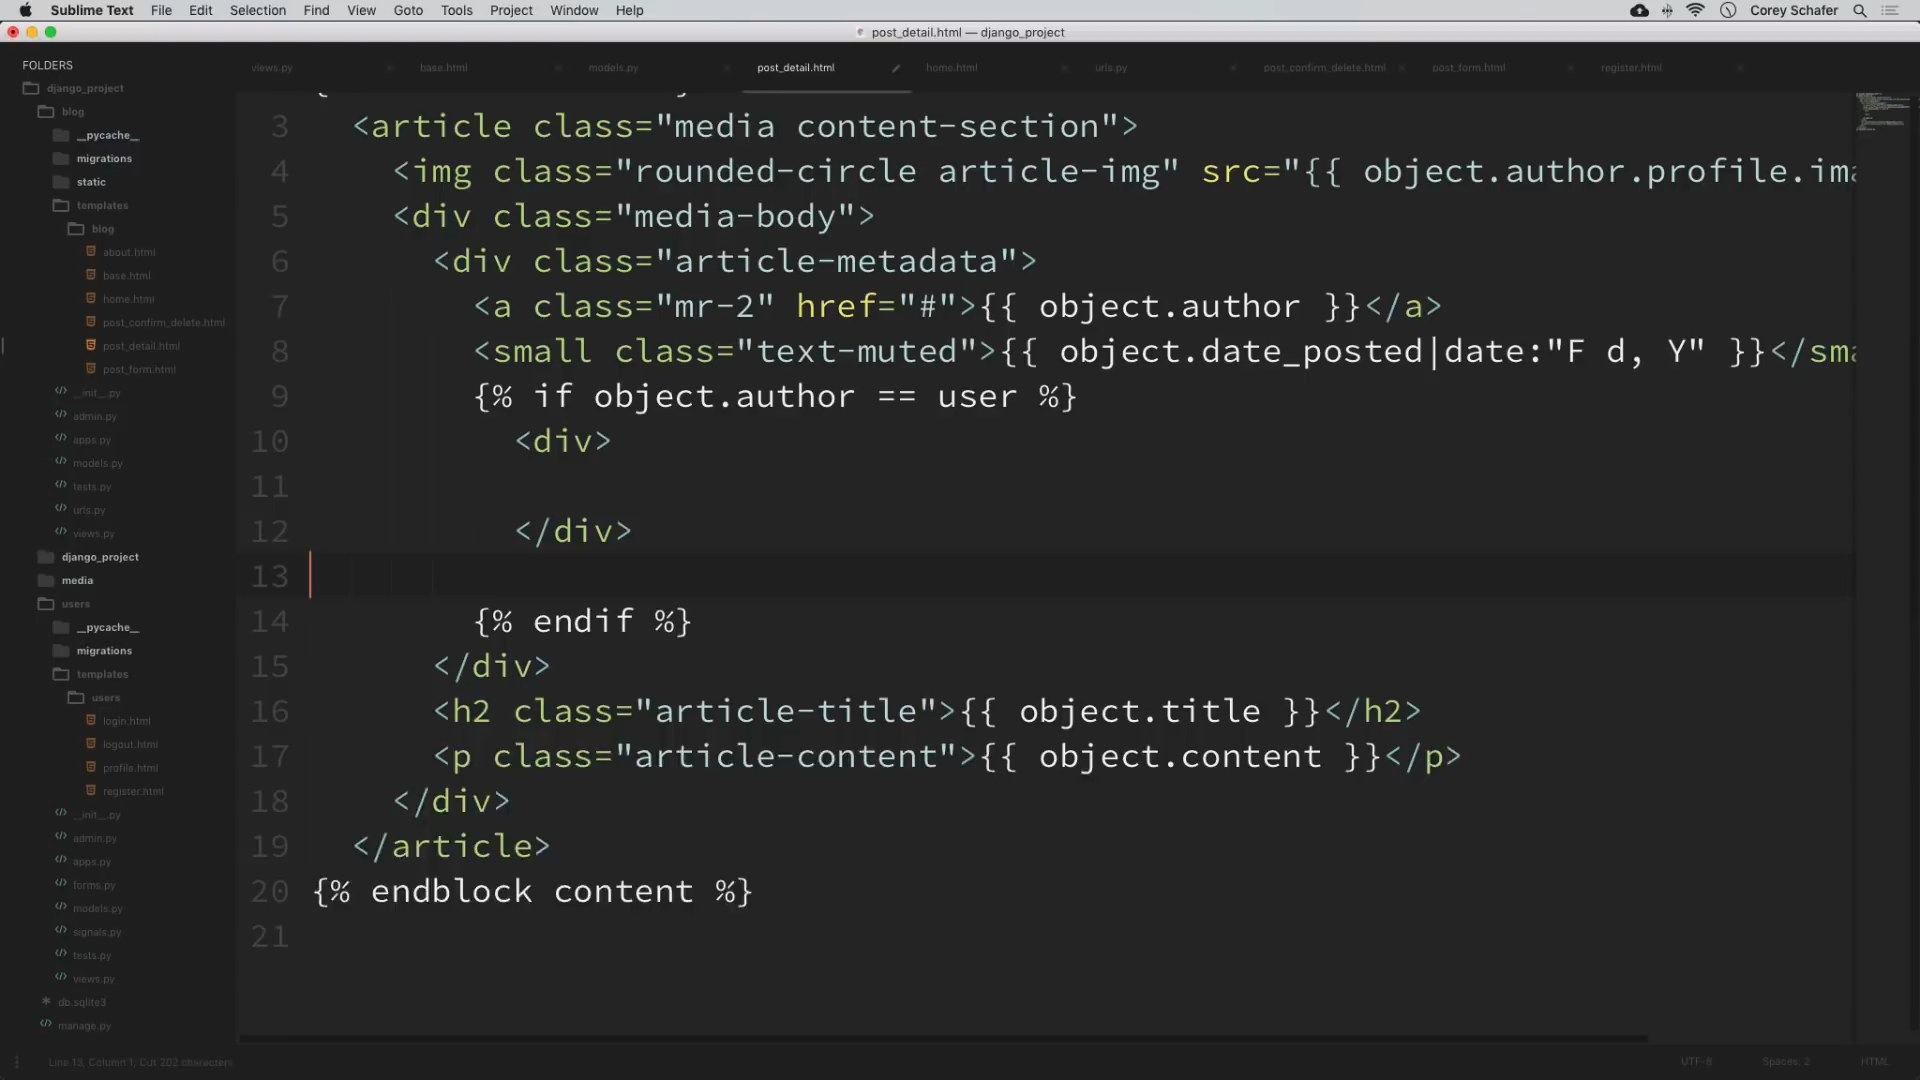 Sublime Text File Edit Selection Find View Goto Tools Project Window Help Corey Schafer
post_detail.html — django_project
FOLDERS
django_project
blog
__pycache__
migrations
static
templates
blog
about.html
base.html
home.html
post_confirm_delete.html
post_detail.html
post_form.html
__init__.py
admin.py
apps.py
models.py
tests.py
urls.py
views.py
django_project
media
users
__pycache__
migrations
templates
users
login.html
logout.html
profile.html
register.html
__init__.py
admin.py
apps.py
forms.py
models.py
signals.py
tests.py
views.py
db.sqlite3
manage.py
views.py base.html models.py post_detail.html home.html urls.py post_confirm_delete.html post_form.html register.html
3 <article class="media content-section">
4 <img class="rounded-circle article-img" src="{{ object.author.profile.ima
5 <div class="media-body">
6 <div class="article-metadata">
7 <a class="mr-2" href="#">{{ object.author }}</a>
8 <small class="text-muted">{{ object.date_posted|date:"F d, Y" }}</sma
9 {% if object.author == user %}
10 <div>
11
12 </div>
13
14 {% endif %}
15 </div>
16 <h2 class="article-title">{{ object.title }}</h2>
17 <p class="article-content">{{ object.content }}</p>
18 </div>
19 </article>
20 {% endblock content %}
21
Line 13, Column 1; Cut 202 characters UTF-8 Spaces: 2 HTML